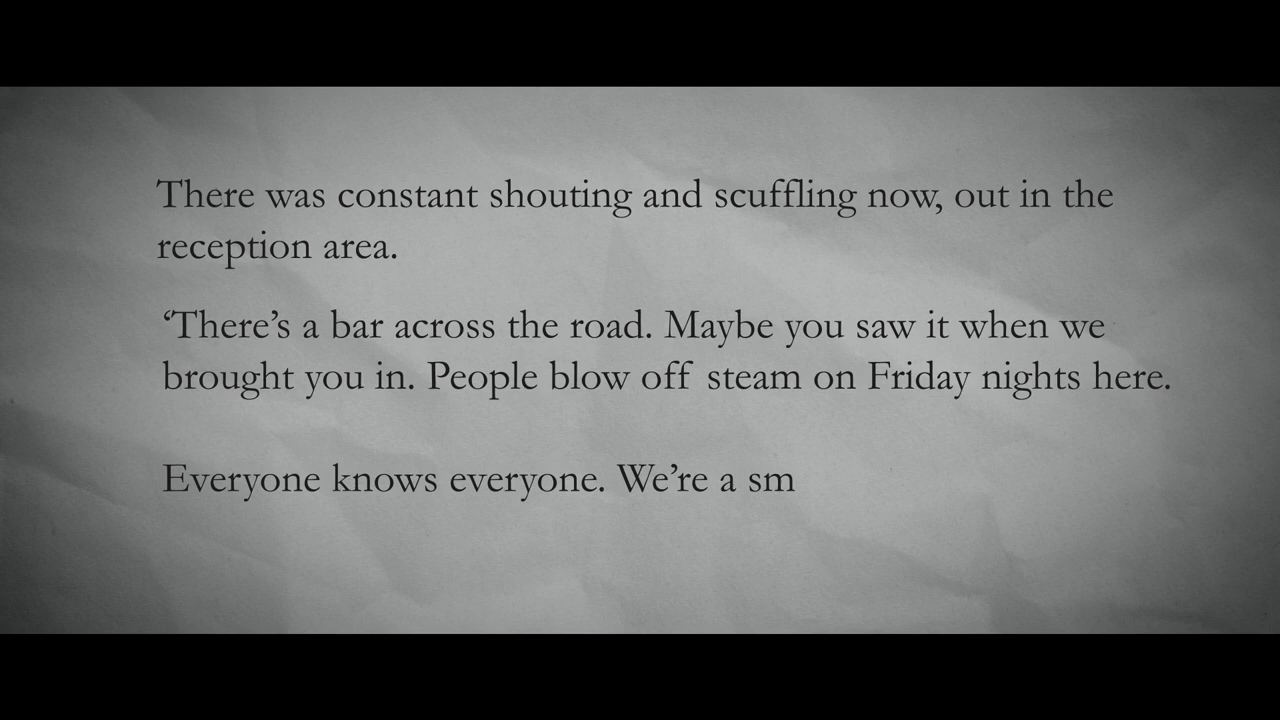 There was constant shouting and scuffling now, out in the
reception area.
‘There’s a bar across the road. Maybe you saw it when we
brought you in. People blow off steam on Friday nights here.
Everyone knows everyone. We’re a sm